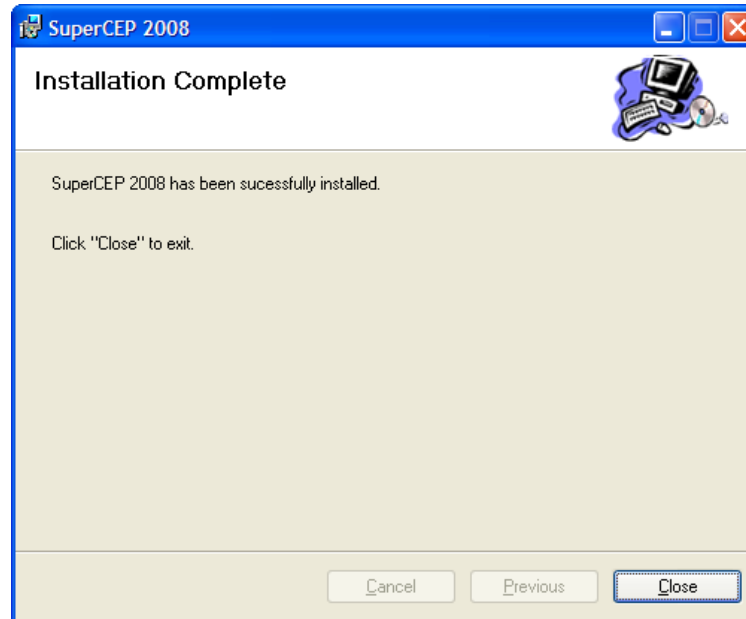 SuperCEP 2008
Installation Complete
SuperCEP 2008 has been sucessfully installed.
Click "Close" to exit.
Cancel
Previous
Close